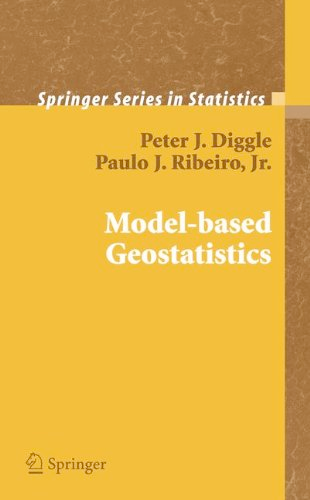 Springer Series in Statistics
Peter J. Diggle
Paulo J. Ribeiro, Jr.
Model-based
Geostatistics
Springer